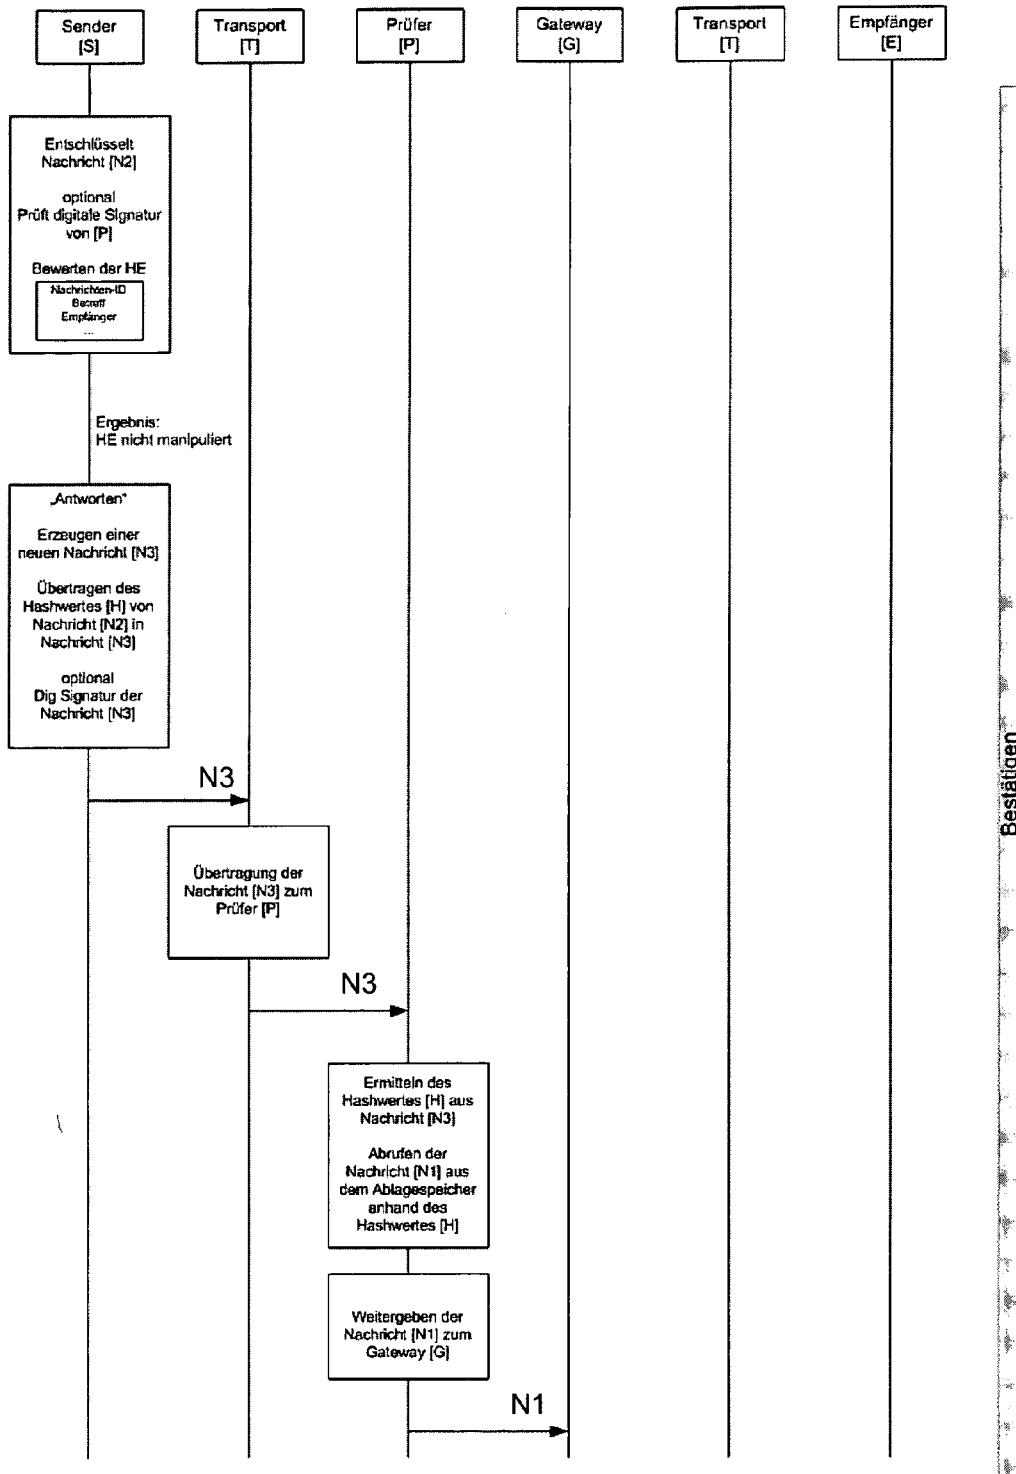 Sender
[S]
Transport
[T]
Prüfer
[P]
Gateway
[G]
Transport
[T]
Empfänger
[E]
Entschlüsselt
Nachricht [N2]
optional
Prüft digitale Signatur
von [P]
Bewerten der HE
Nachrichten-ID
Betreff
Empfänger
...
Ergebnis:
HE nicht manipuliert
„Antworten“
Erzeugen einer
neuen Nachricht [N3]
Übertragen des
Hashwertes [H] von
Nachricht [N2] in
Nachricht [N3]
optional
Dig Signatur der
Nachricht [N3]
N3
Übertragung der
Nachricht [N3] zum
Prüfer [P]
N3
Ermitteln des
Hashwertes [H] aus
Nachricht [N3]
Abrufen der
Nachricht [N1] aus
dem Ablagespeicher
anhand des
Hashwertes [H]
Weitergeben der
Nachricht [N1] zum
Gateway [G]
N1
Bestätigen